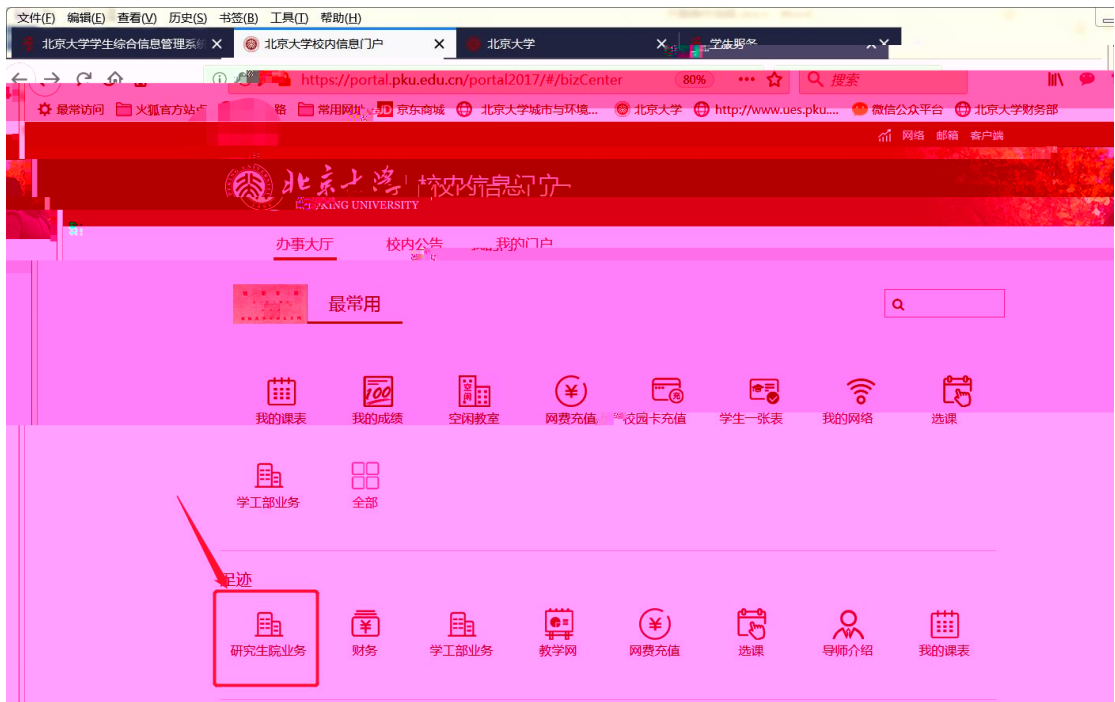 文件(F) 编辑(E) 查看(V) 历史(S) 书签(B) 工具(T) 帮助(H)
北京大学学生综合信息管理系统 北京大学校内信息门户 北京大学
https://portal.pku.edu.cn/portal2017/#/bizCenter 80% 搜索
最常访问 火狐官方站点 常用网址 京东商城 北京大学城市与环境... 北京大学 http://www.ues.pku.... 微信公众平台 北京大学财务部
网络 邮箱 客户端
北京大学 校内信息门户
PEKING UNIVERSITY
办事大厅 校内公告 我的门户
最常用
我的课表 我的成绩 空闲教室 网费充值 校园卡充值 学生一张表 我的网络 选课
学工部业务 全部
足迹
研究生院业务 财务 学工部业务 教学网 网费充值 选课 导师介绍 我的课表